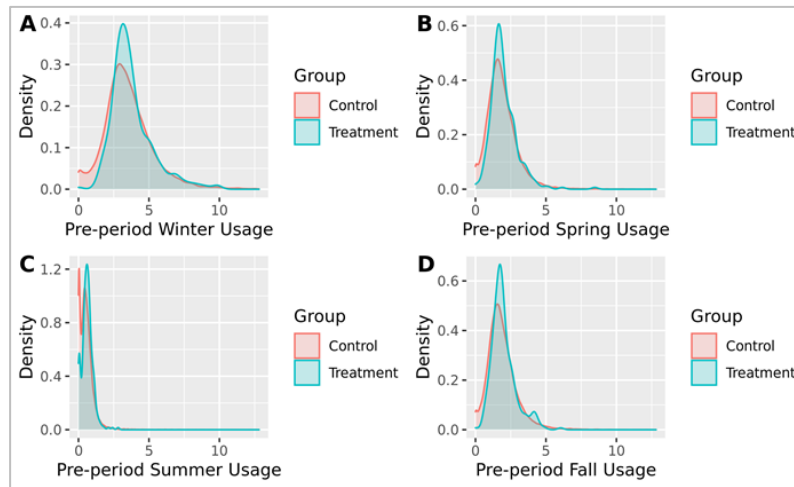 A
0.4
0.3
0.2
0.1
0.0
Density
0
5
10
Pre-period Winter Usage
Group
Control
Treatment
B
0.6
0.4
0.2
0.0
Density
0
5
10
Pre-period Spring Usage
Group
Control
Treatment
C
1.2
0.8
0.4
0.0
Density
0
5
10
Pre-period Summer Usage
Group
Control
Treatment
D
0.6
0.4
0.2
0.0
Density
0
5
10
Pre-period Fall Usage
Group
Control
Treatment